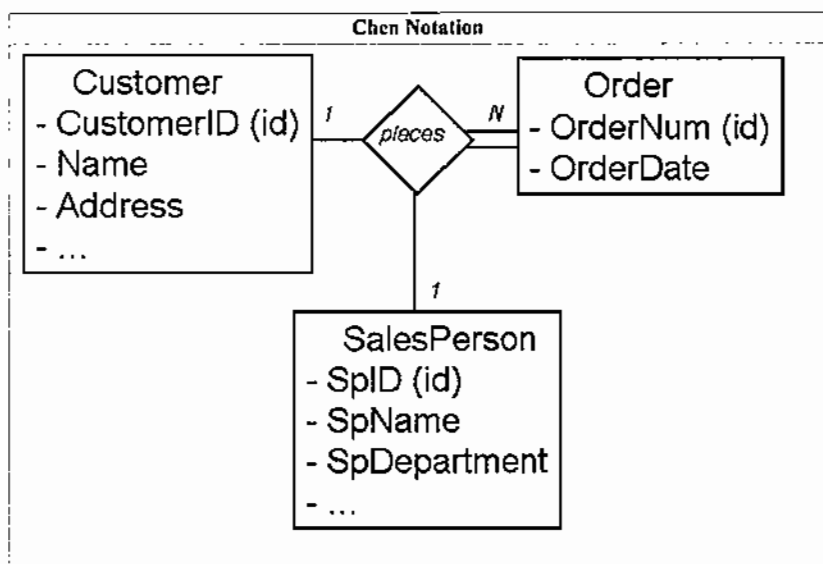 Chen Notation
Customer
- CustomerID (id)
- Name
- Address
- ...
1
places
N
Order
- OrderNum (id)
- OrderDate
1
SalesPerson
- SpID (id)
- SpName
- SpDepartment
- ...